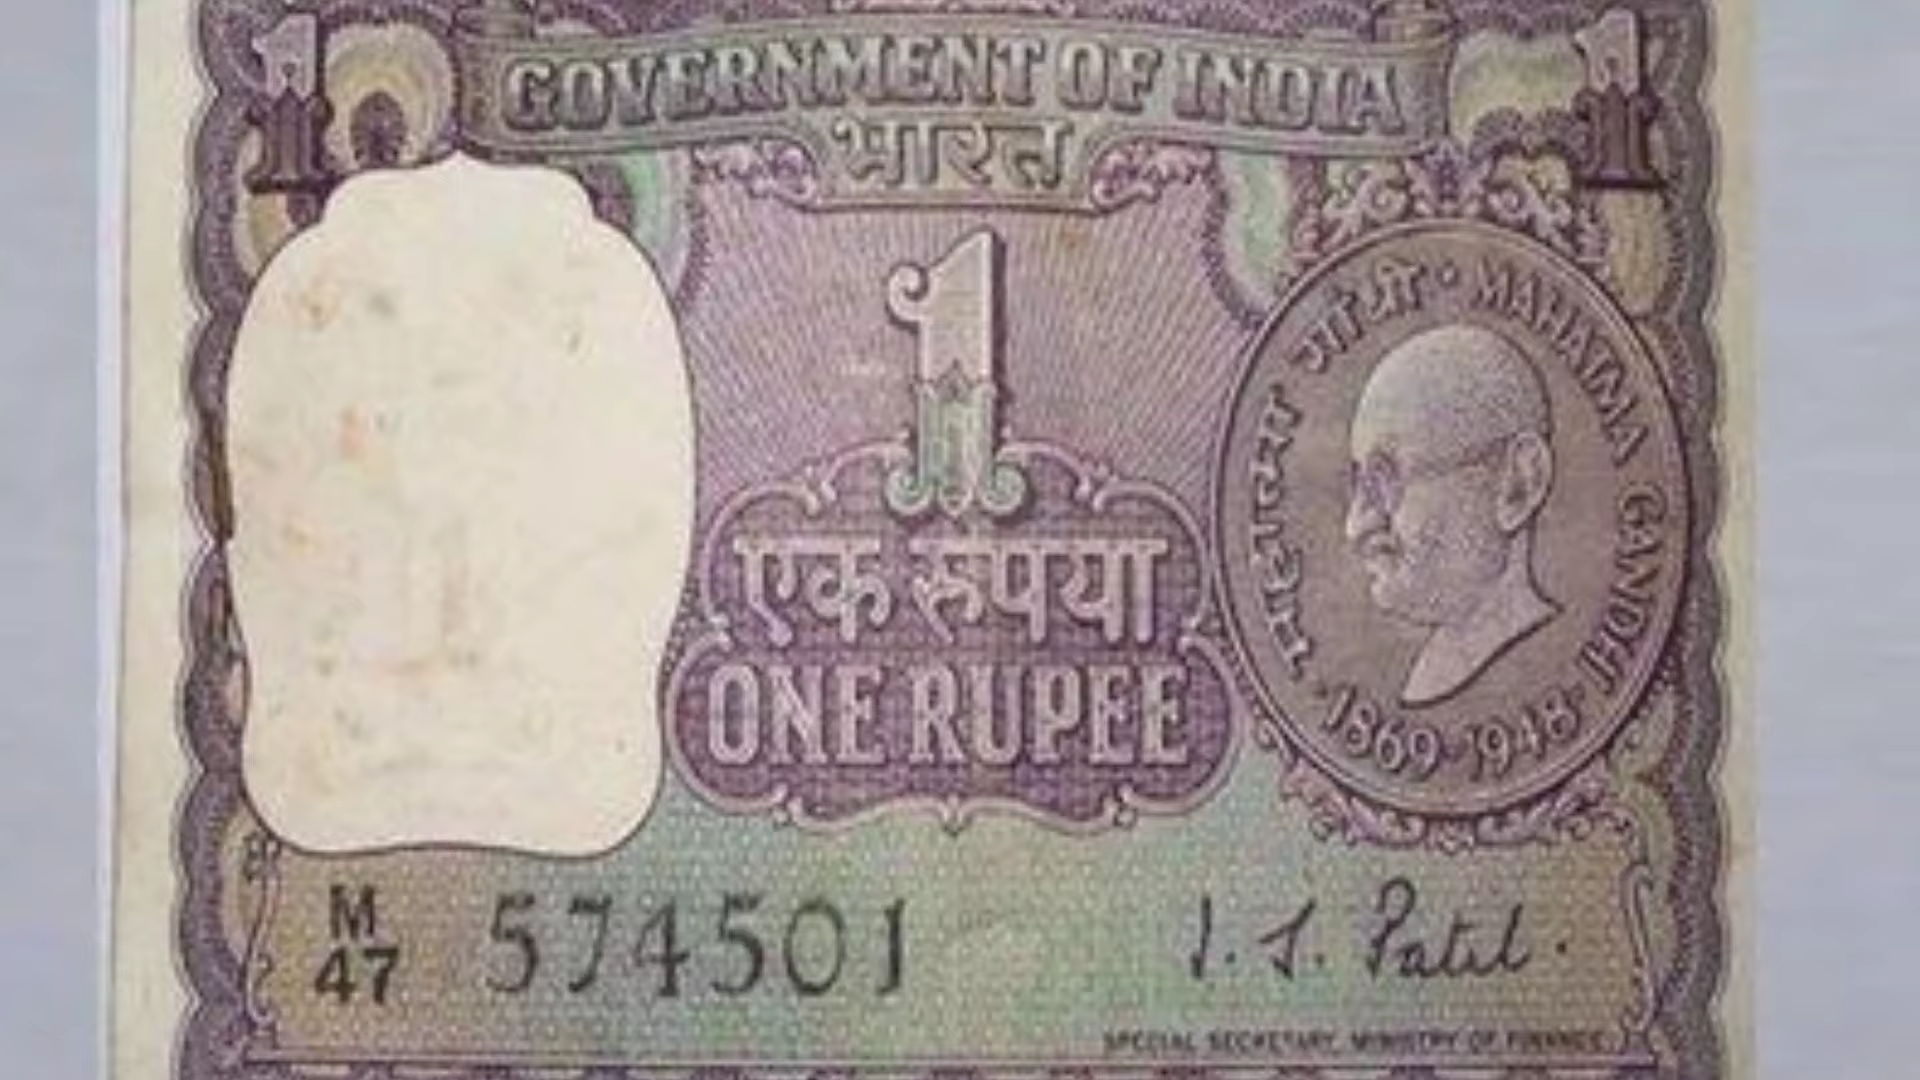 1 1
GOVERNMENT OF INDIA
भारत
1
एक रुपया
ONE RUPEE
महात्मा गांधी • MAHATMA GANDHI
• 1869-1948 •
M
47 574501
I. J. Patel.
SPECIAL SECRETARY, MINISTRY OF FINANCE.